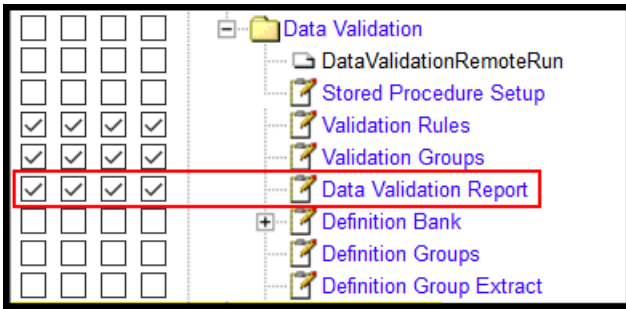 Data Validation
DataValidationRemoteRun
Stored Procedure Setup
Validation Rules
Validation Groups
Data Validation Report
Definition Bank
Definition Groups
Definition Group Extract